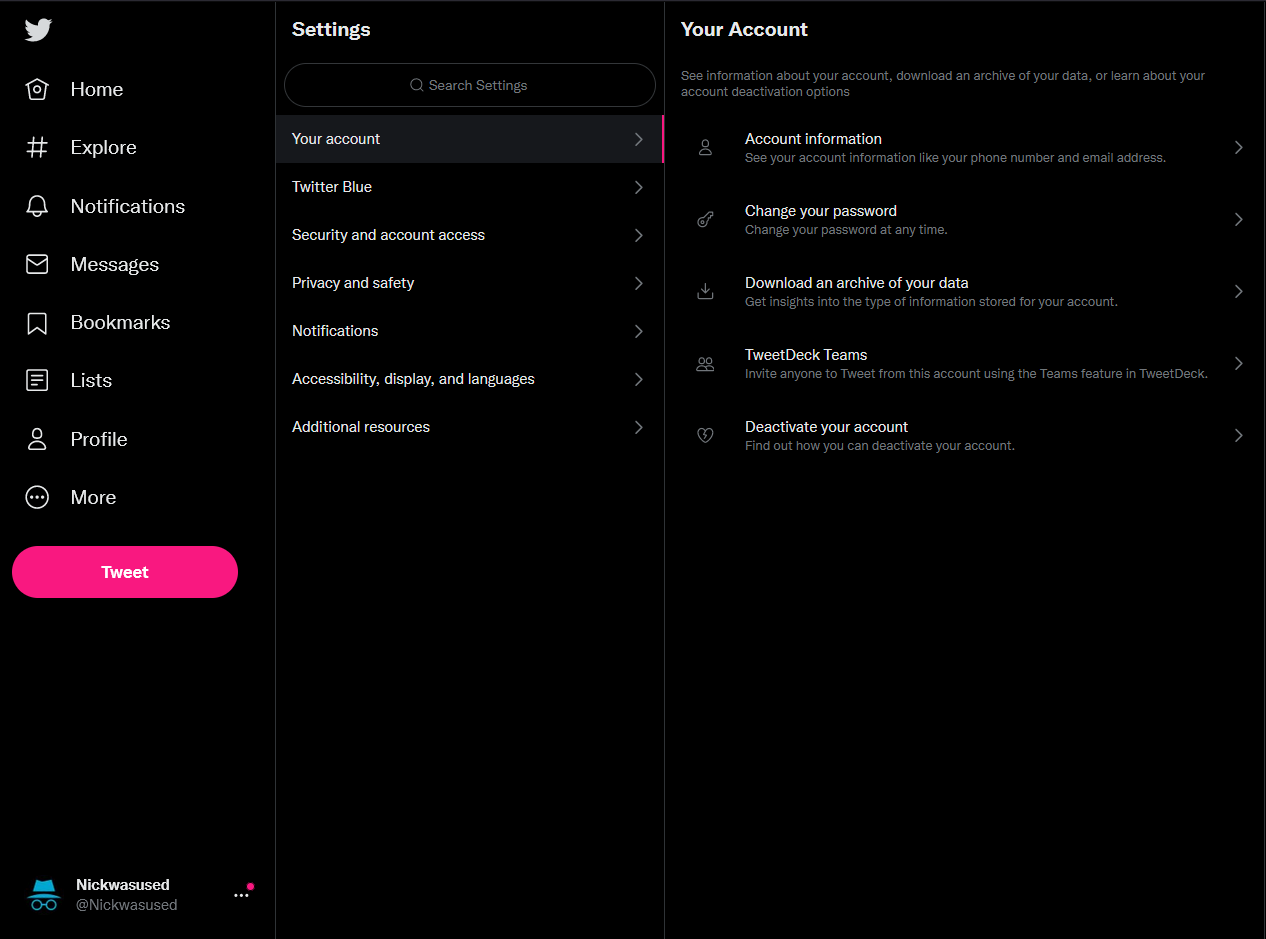 Home
Explore
Notifications
Messages
Bookmarks
Lists
Profile
More
Tweet
Nickwasused
@Nickwasused
Settings
Search Settings
Your account
Twitter Blue
Security and account access
Privacy and safety
Notifications
Accessibility, display, and languages
Additional resources
Your Account
See information about your account, download an archive of your data, or learn about your
account deactivation options
Account information
See your account information like your phone number and email address.
Change your password
Change your password at any time.
Download an archive of your data
Get insights into the type of information stored for your account.
TweetDeck Teams
Invite anyone to Tweet from this account using the Teams feature in TweetDeck.
Deactivate your account
Find out how you can deactivate your account.